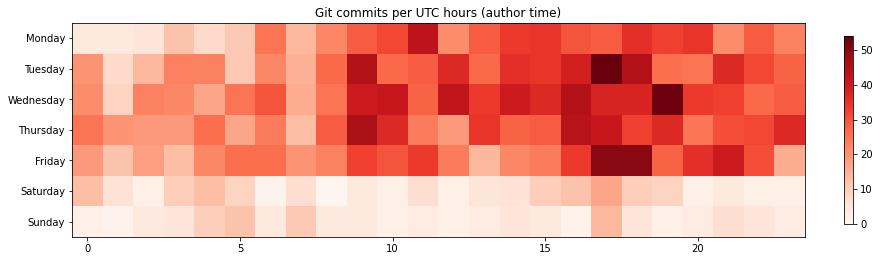 Git commits per UTC hours (author time)
Monday
Tuesday
Wednesday
Thursday
Friday
Saturday
Sunday
0 5 10 15 20
50
40
30
20
10
0